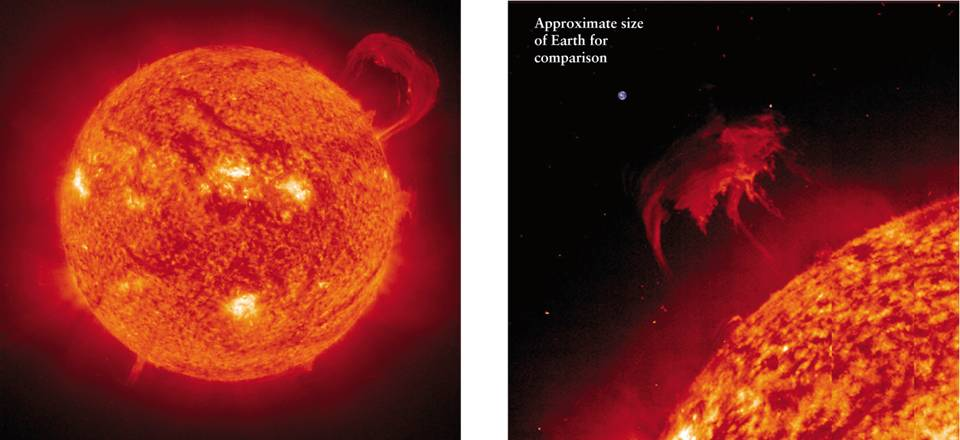 Approximate size
of Earth for
comparison